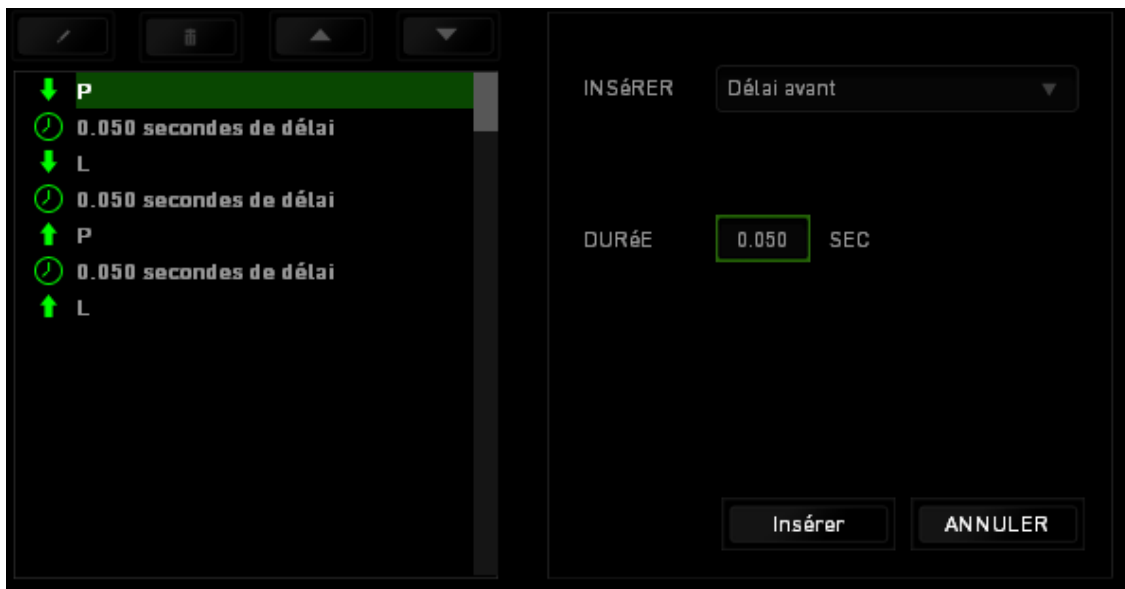 P
0.050 secondes de délai
L
0.050 secondes de délai
P
0.050 secondes de délai
L
INSéRER Délai avant
DURéE 0.050 SEC
Insérer ANNULER